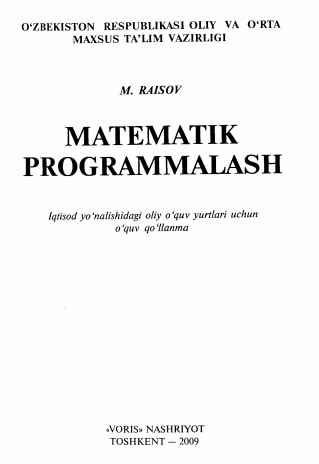 O‘ZBEKISTON RESPUBLIKASI OLIY VA O‘RTA
MAXSUS TA’LIM VAZIRLIGI
M. RAISOV
MATEMATIK
PROGRAMMALASH
Iqtisod yo‘nalishidagi oliy o‘quv yurtlari uchun
o‘quv qo‘llanma
«VORIS» NASHRIYOT
TOSHKENT — 2009